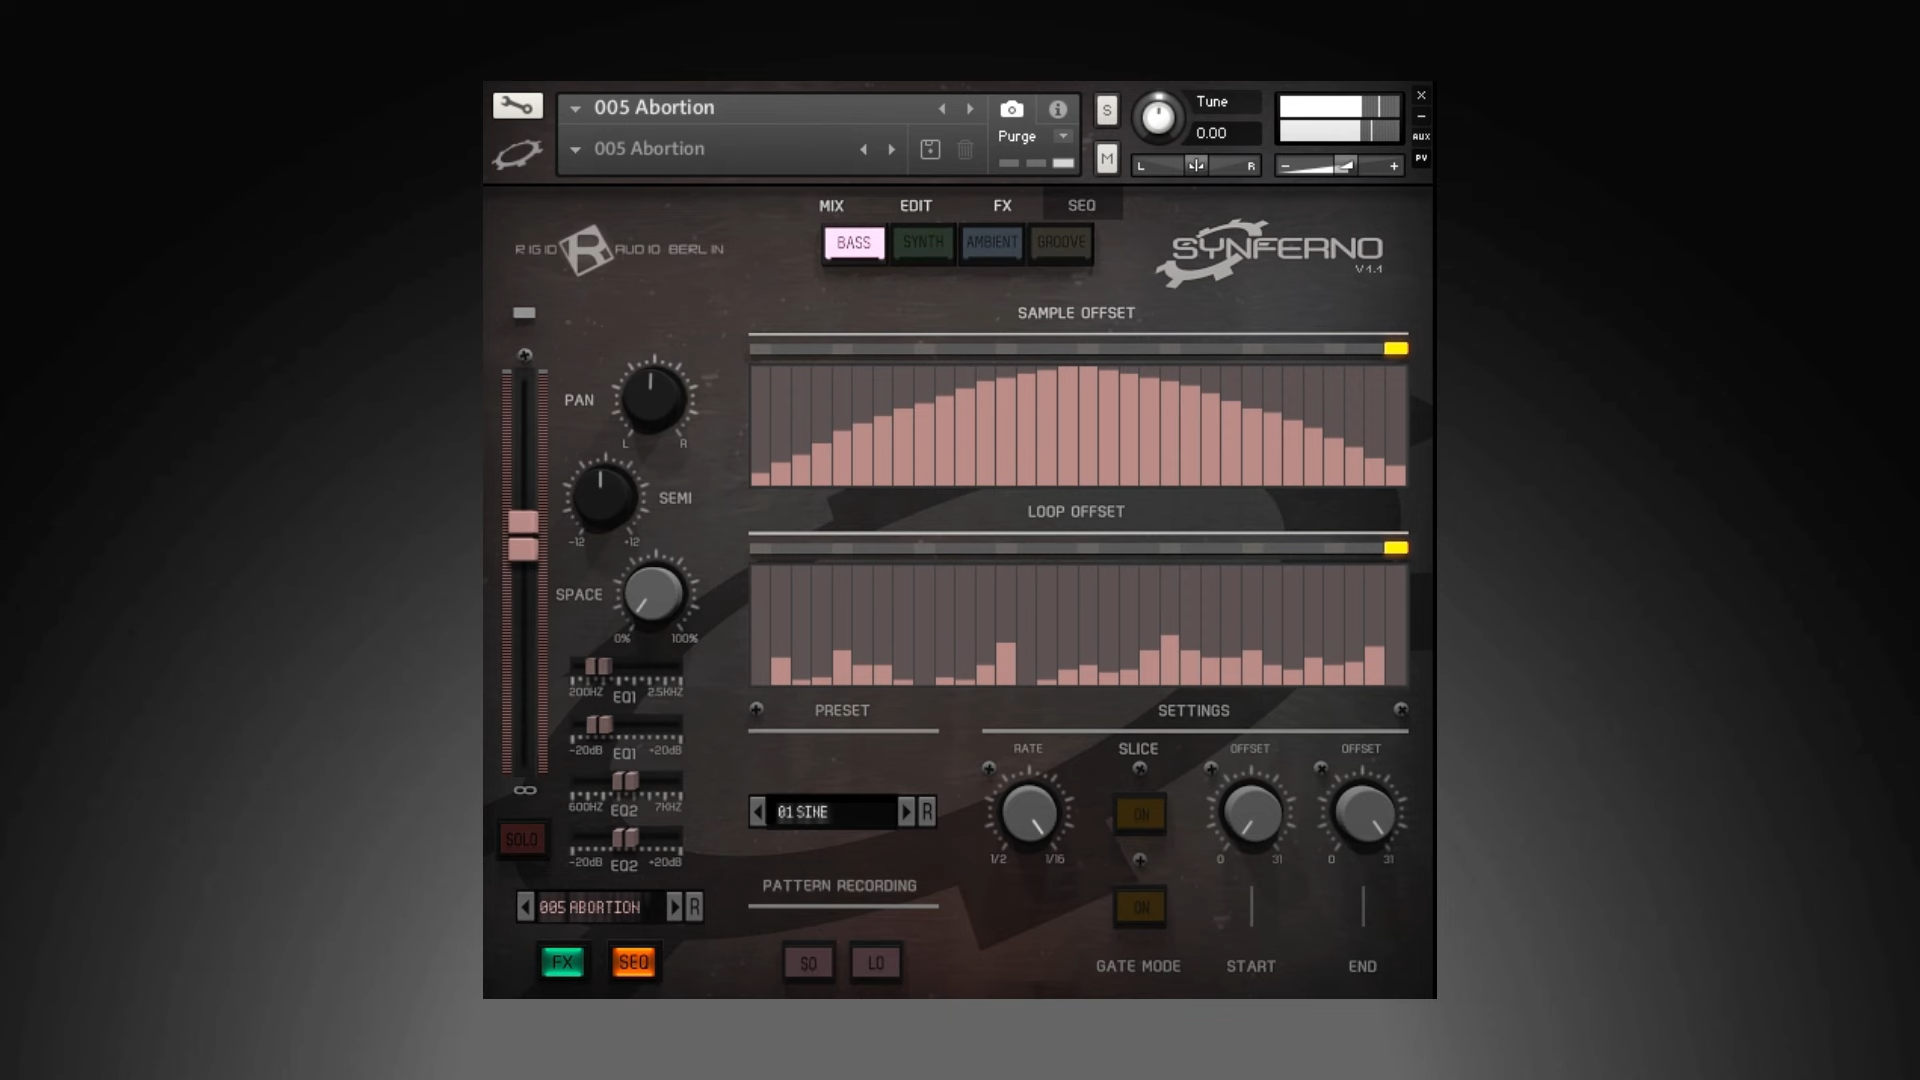 005 Abortion
Purge
005 Abortion
S
M
Tune
0.00
L R
- +
X
AUX
PV
MIX EDIT FX SEQ
BASS SYNTH AMBIENT GROOVE
RIGID R AUDIO BERLIN
SYNFERNO
V1.1
SAMPLE OFFSET
PAN
L R
SEMI
-12 +12
SPACE
0% 100%
200HZ EQ1 2.5KHZ
-20dB EQ1 +20dB
600HZ EQ2 7KHZ
-20dB EQ2 +20dB
∞
SOLO
005 ABORTION R
FX SEQ
LOOP OFFSET
PRESET
01 SINE R
PATTERN RECORDING
SO LO
SETTINGS
RATE SLICE OFFSET OFFSET
ON
1/2 1/16 0 31 0 31
ON
GATE MODE START END